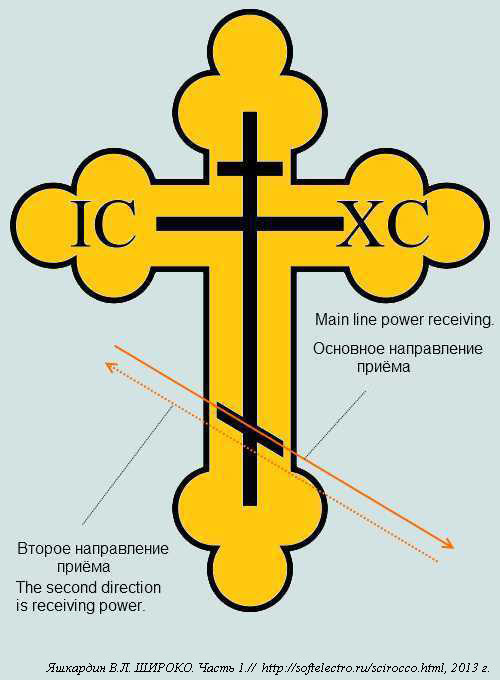 IC XC
Main line power receiving.
Основное направление
приёма
Второе направление
приёма
The second direction
is receiving power.
Яшкардин В.Л. ШИРОКО. Часть 1.// http://softelectro.ru/scirocco.html, 2013 г.